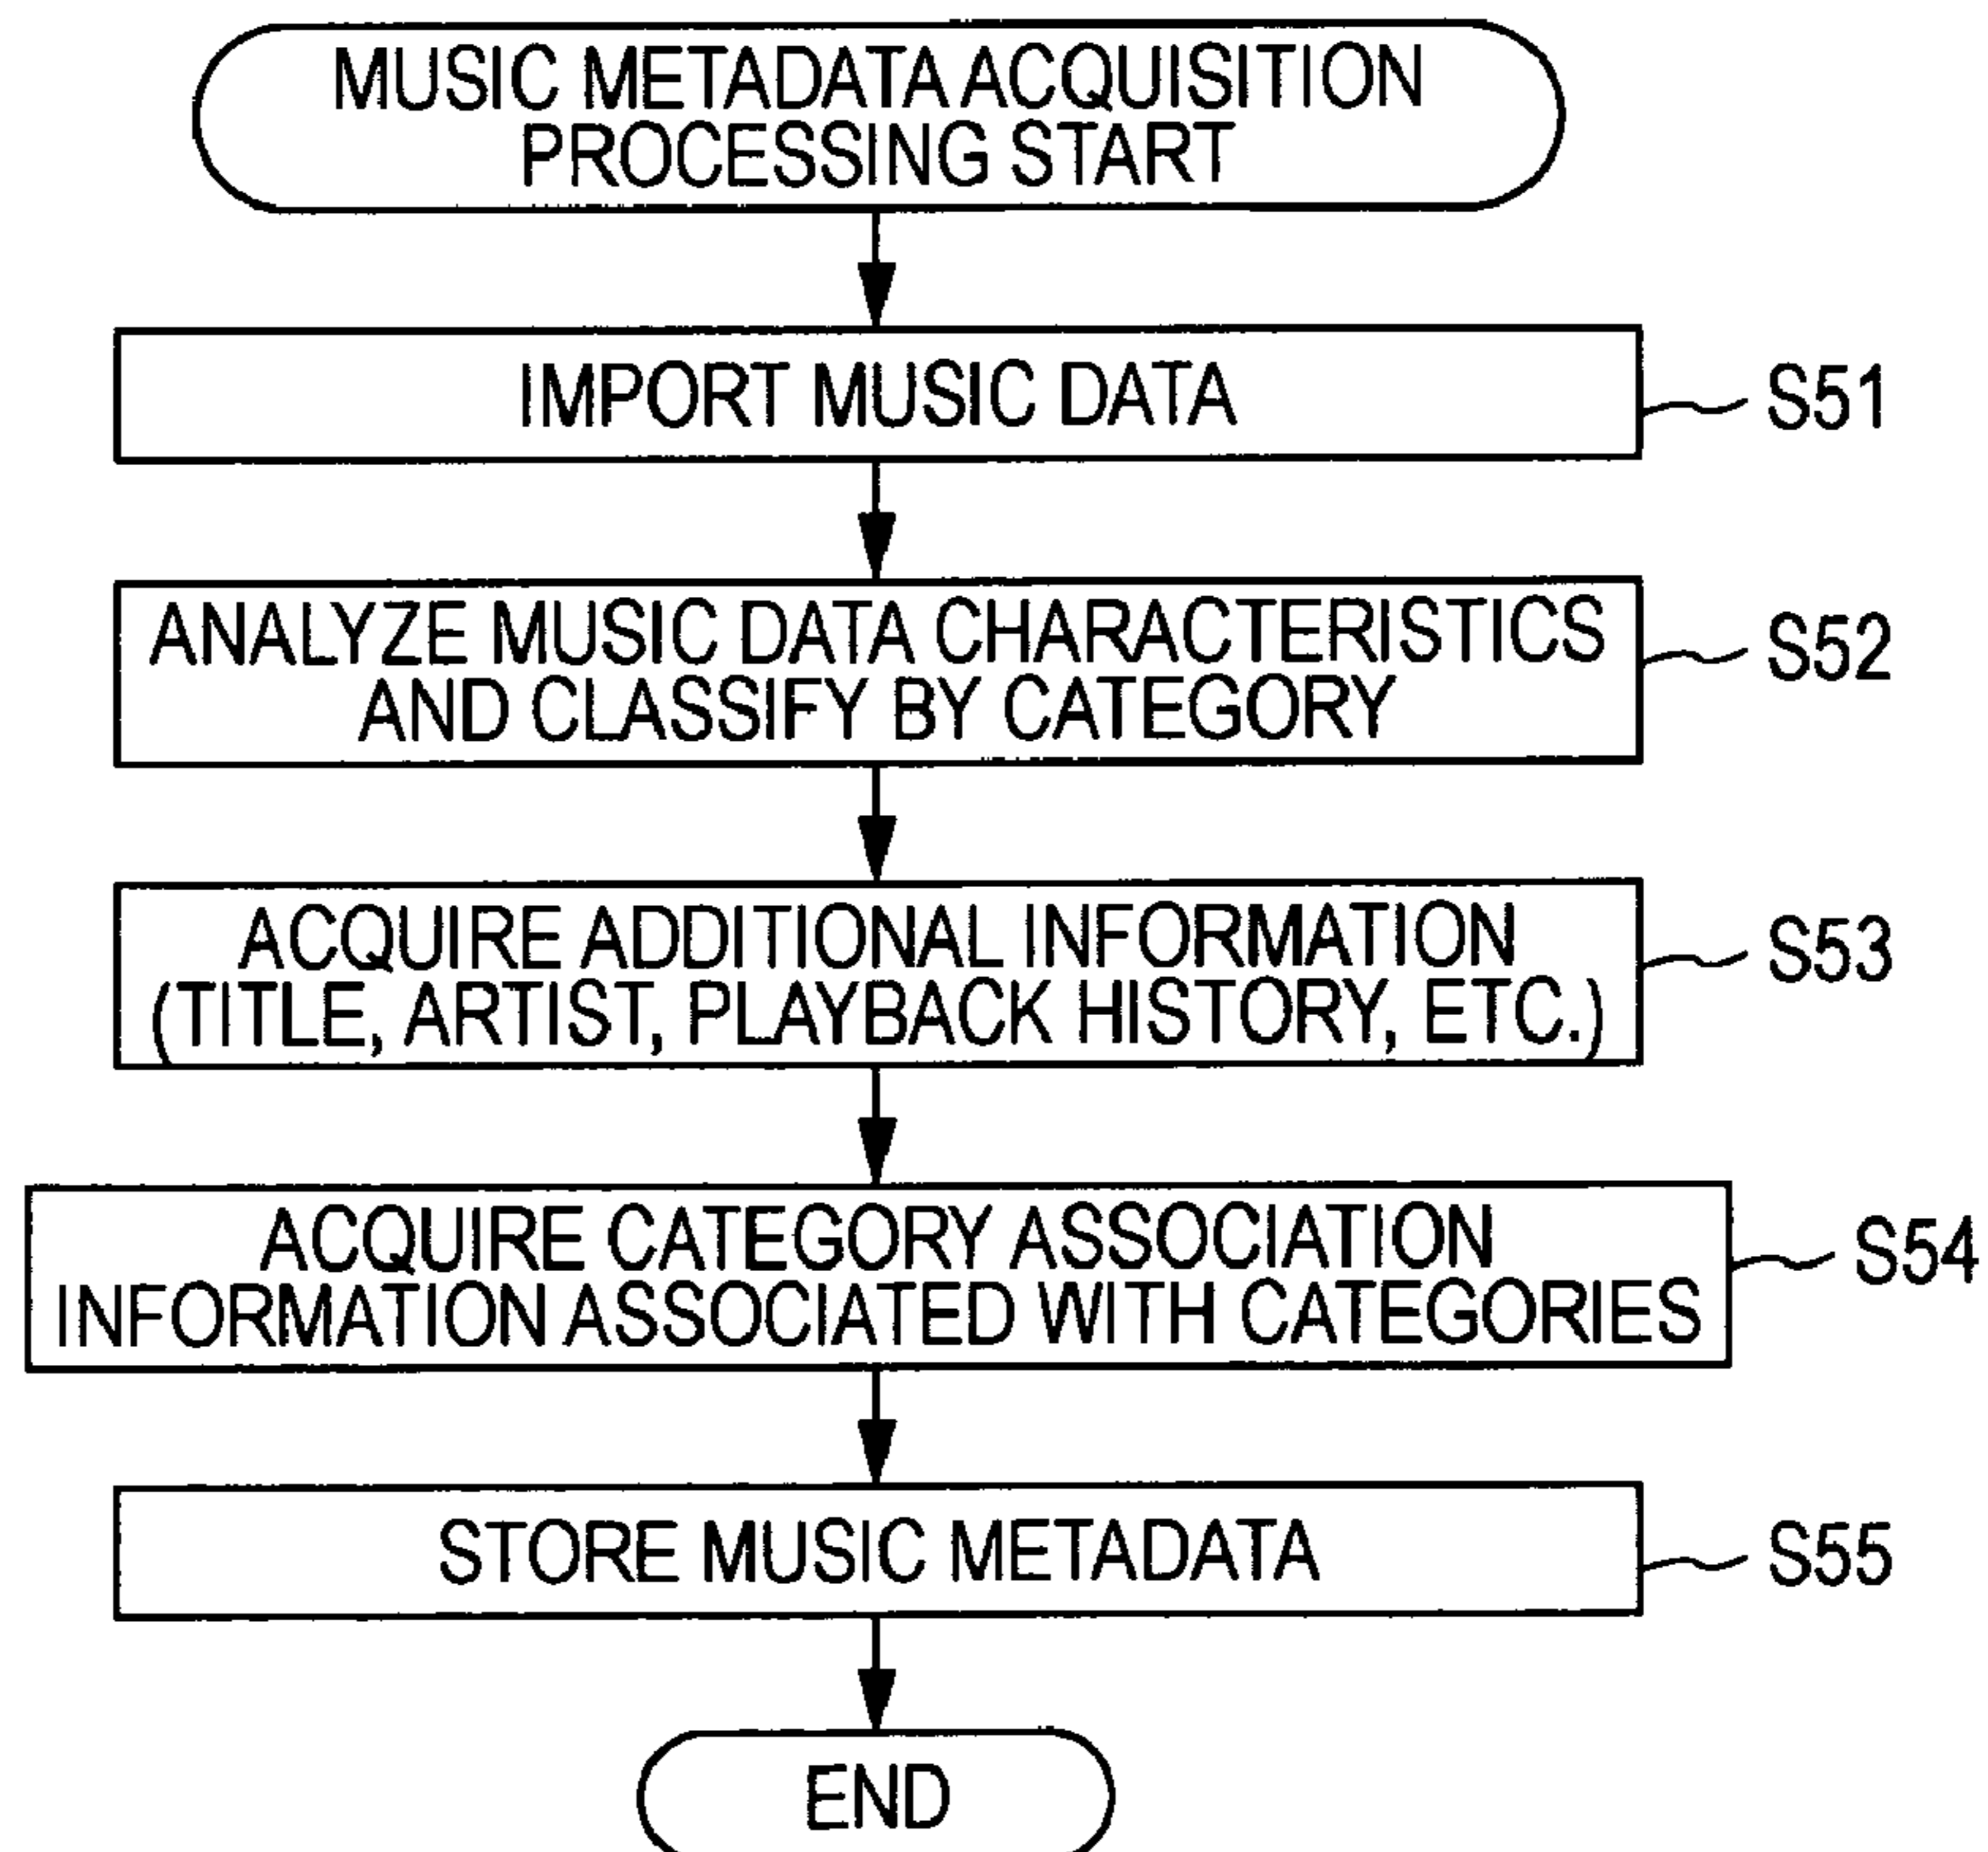 MUSIC METADATA ACQUISITION
PROCESSING START
IMPORT MUSIC DATA
S51
ANALYZE MUSIC DATA CHARACTERISTICS
AND CLASSIFY BY CATEGORY
S52
ACQUIRE ADDITIONAL INFORMATION
(TITLE, ARTIST, PLAYBACK HISTORY, ETC.)
S53
ACQUIRE CATEGORY ASSOCIATION
INFORMATION ASSOCIATED WITH CATEGORIES
S54
STORE MUSIC METADATA
S55
END